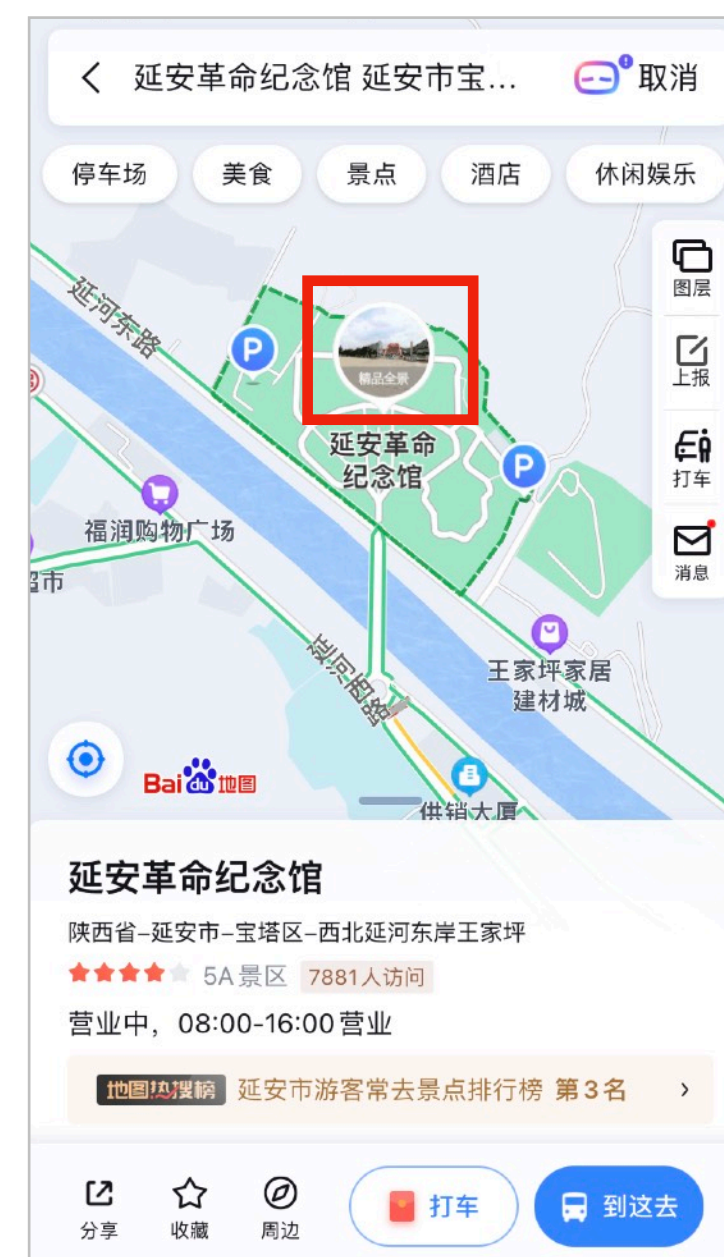 延安革命纪念馆 延安市宝...
取消
停车场
美食
景点
酒店
休闲娱乐
图层
上报
打车
消息
延河东路
P
精品全景
延安革命
纪念馆
P
福润购物广场
超市
延河西路
王家坪家居
建材城
Bai du 地图
供销大厦
延安革命纪念馆
陕西省-延安市-宝塔区-西北延河东岸王家坪
5A景区 7881人访问
营业中, 08:00-16:00营业
地图热搜榜 延安市游客常去景点排行榜 第3名
分享
收藏
周边
打车
到这去